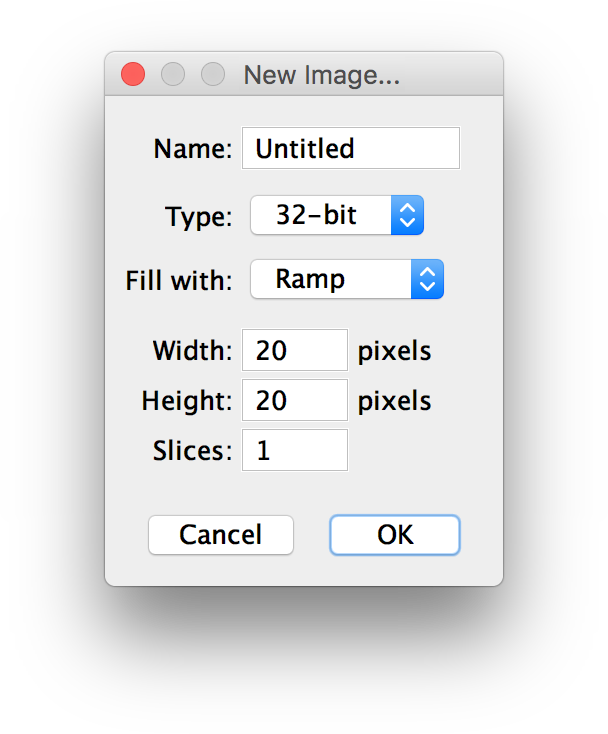 New Image...
Name: Untitled
Type: 32-bit
Fill with: Ramp
Width: 20 pixels
Height: 20 pixels
Slices: 1
Cancel OK